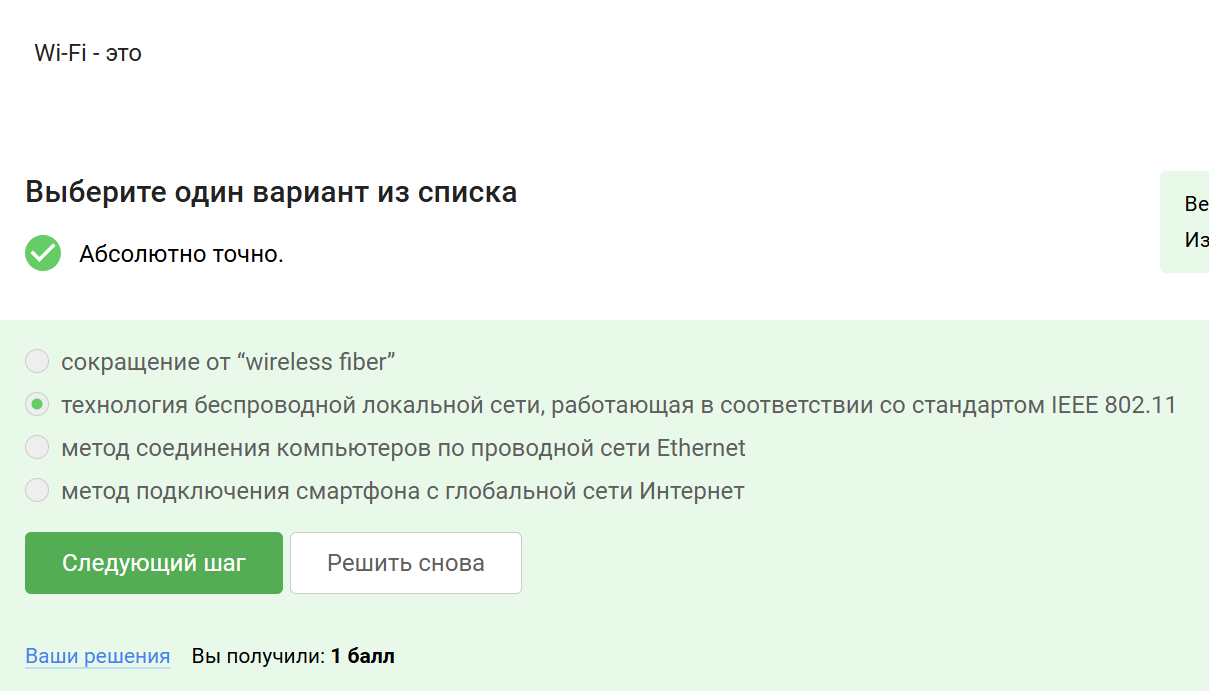 Wi-Fi - это
Выберите один вариант из списка
Абсолютно точно.
Ве
Из
сокращение от “wireless fiber”
технология беспроводной локальной сети, работающая в соответствии со стандартом IEEE 802.11
метод соединения компьютеров по проводной сети Ethernet
метод подключения смартфона с глобальной сети Интернет
Следующий шаг
Решить снова
Ваши решения Вы получили: 1 балл